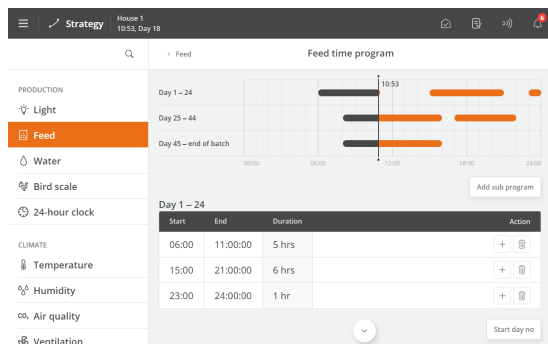 Strategy
House 1
10:53, Day 18
6
Feed
Feed time program
PRODUCTION
Light
Feed
Water
Bird scale
24-hour clock
CLIMATE
Temperature
Humidity
CO₂ Air quality
Ventilation
10:53
Day 1 – 24
Day 25 – 44
Day 45 – end of batch
00:00 06:00 12:00 18:00 24:00
Add sub program
Day 1 – 24
Start End Duration Action
06:00 11:00:00 5 hrs
15:00 21:00:00 6 hrs
23:00 24:00:00 1 hr
Start day no